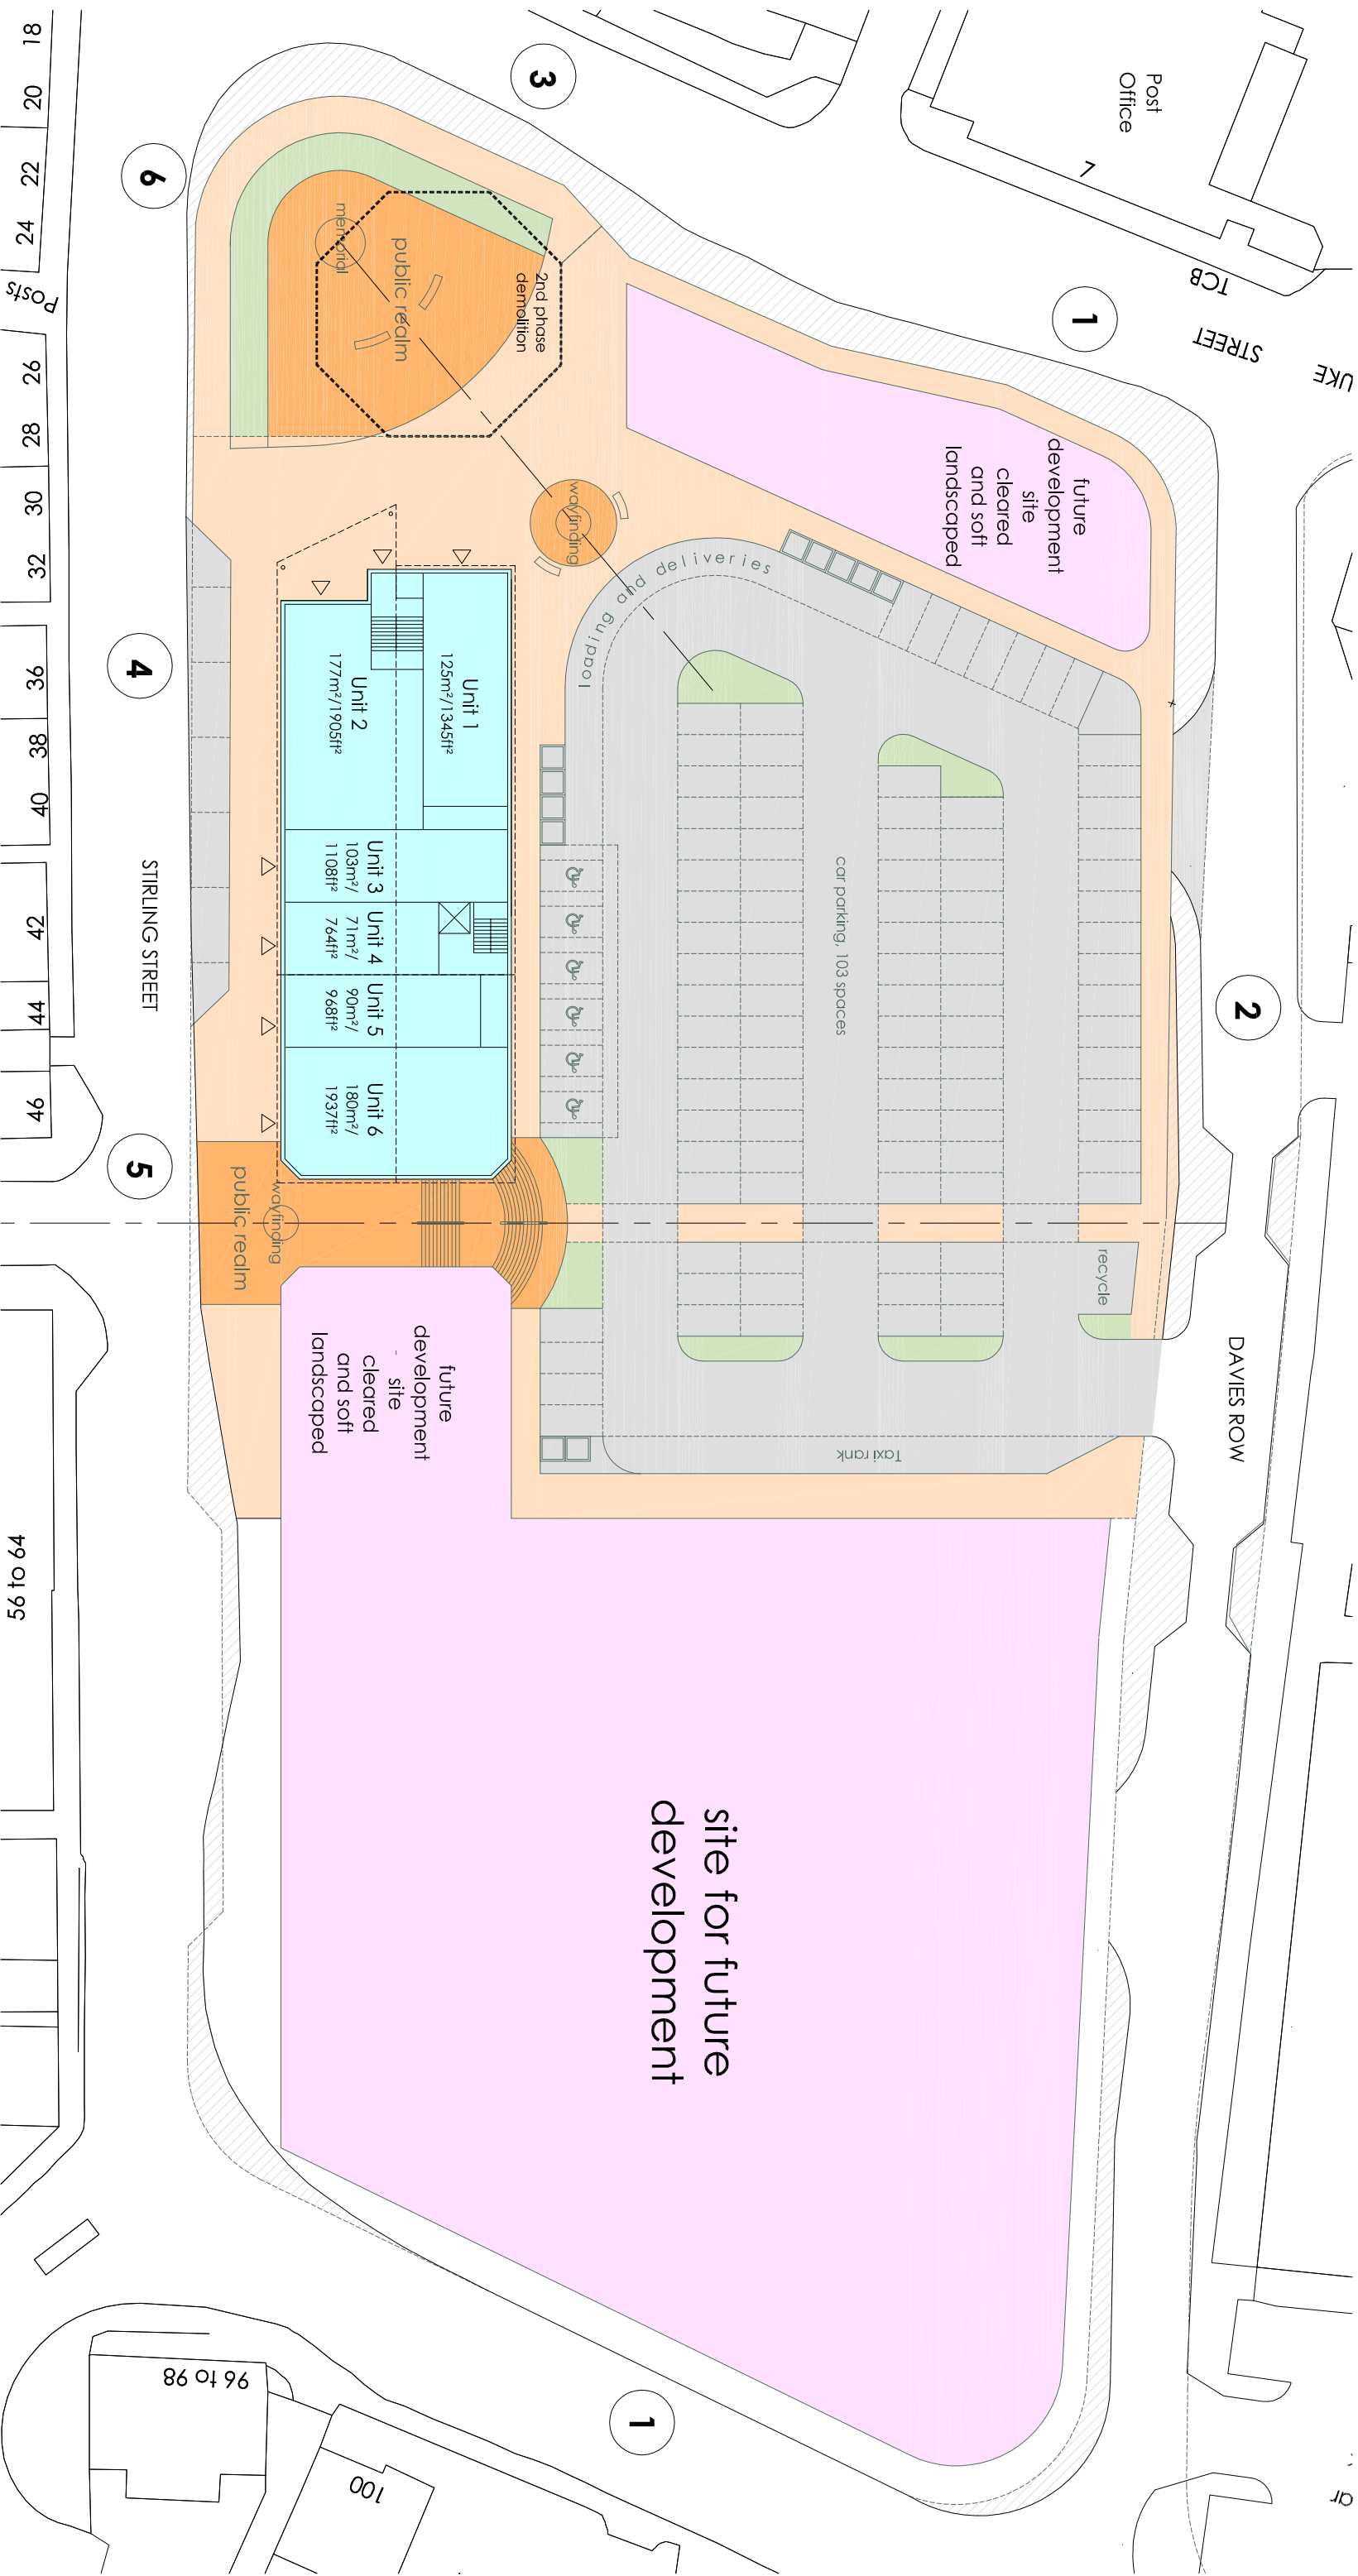 18
20
22
24
Posts
26
28
30
32
36
38
40
42
44
46
56 to 64
96 to 98
100
3
6
1
4
2
5
1
Post
Office
7
TCB
STREET
UKE
STIRLING STREET
DAVIES ROW
memorial
public realm
2nd phase
demolition
wayfinding
future
development
site
cleared
and soft
landscaped
loading and deliveries
Unit 1
125m²/1345ft²
Unit 2
177m²/1905ft²
Unit 3
103m²/
1108ft²
Unit 4
71m²/
764ft²
Unit 5
90m²/
968ft²
Unit 6
180m²/
1937ft²
car parking, 103 spaces
wayfinding
public realm
recycle
Taxi rank
future
development
- site
cleared
and soft
landscaped
site for future
development
ar